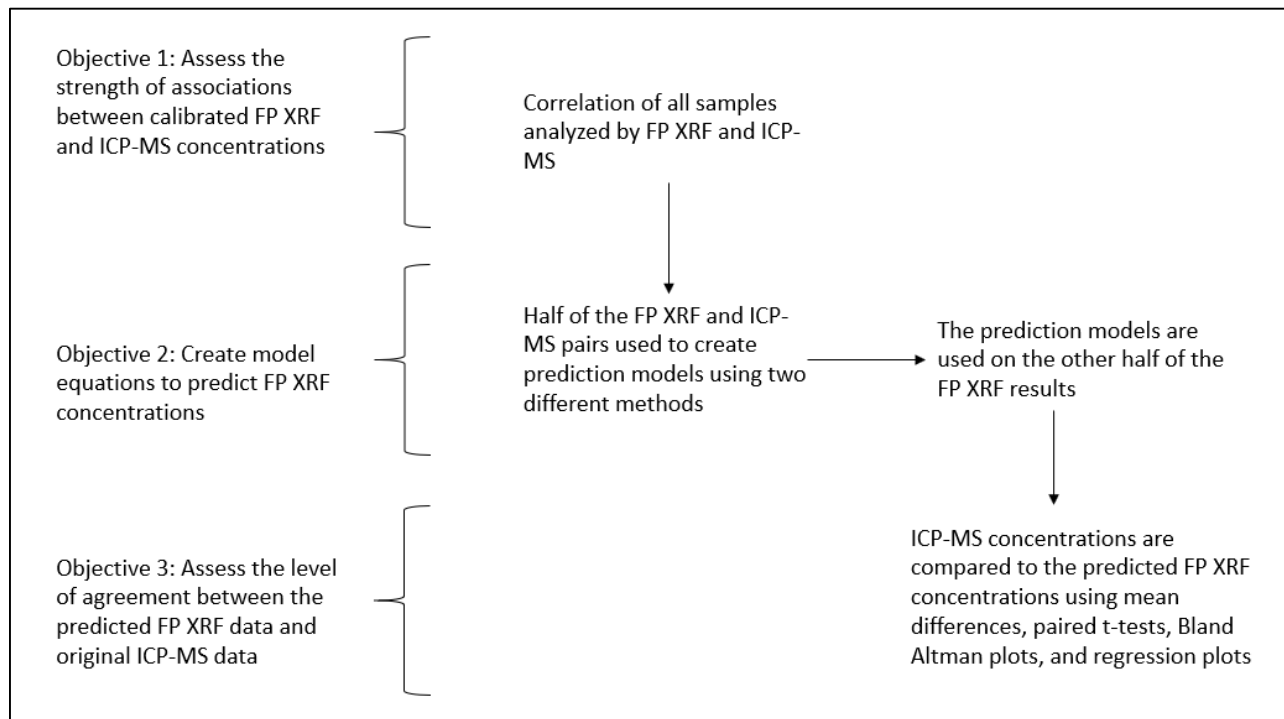 Objective 1: Assess the
strength of associations
between calibrated FP XRF
and ICP-MS concentrations
Correlation of all samples
analyzed by FP XRF and ICP-
MS
Objective 2: Create model
equations to predict FP XRF
concentrations
Half of the FP XRF and ICP-
MS pairs used to create
prediction models using two
different methods
The prediction models are
used on the other half of the
FP XRF results
Objective 3: Assess the level
of agreement between the
predicted FP XRF data and
original ICP-MS data
ICP-MS concentrations are
compared to the predicted FP XRF
concentrations using mean
differences, paired t-tests, Bland
Altman plots, and regression plots